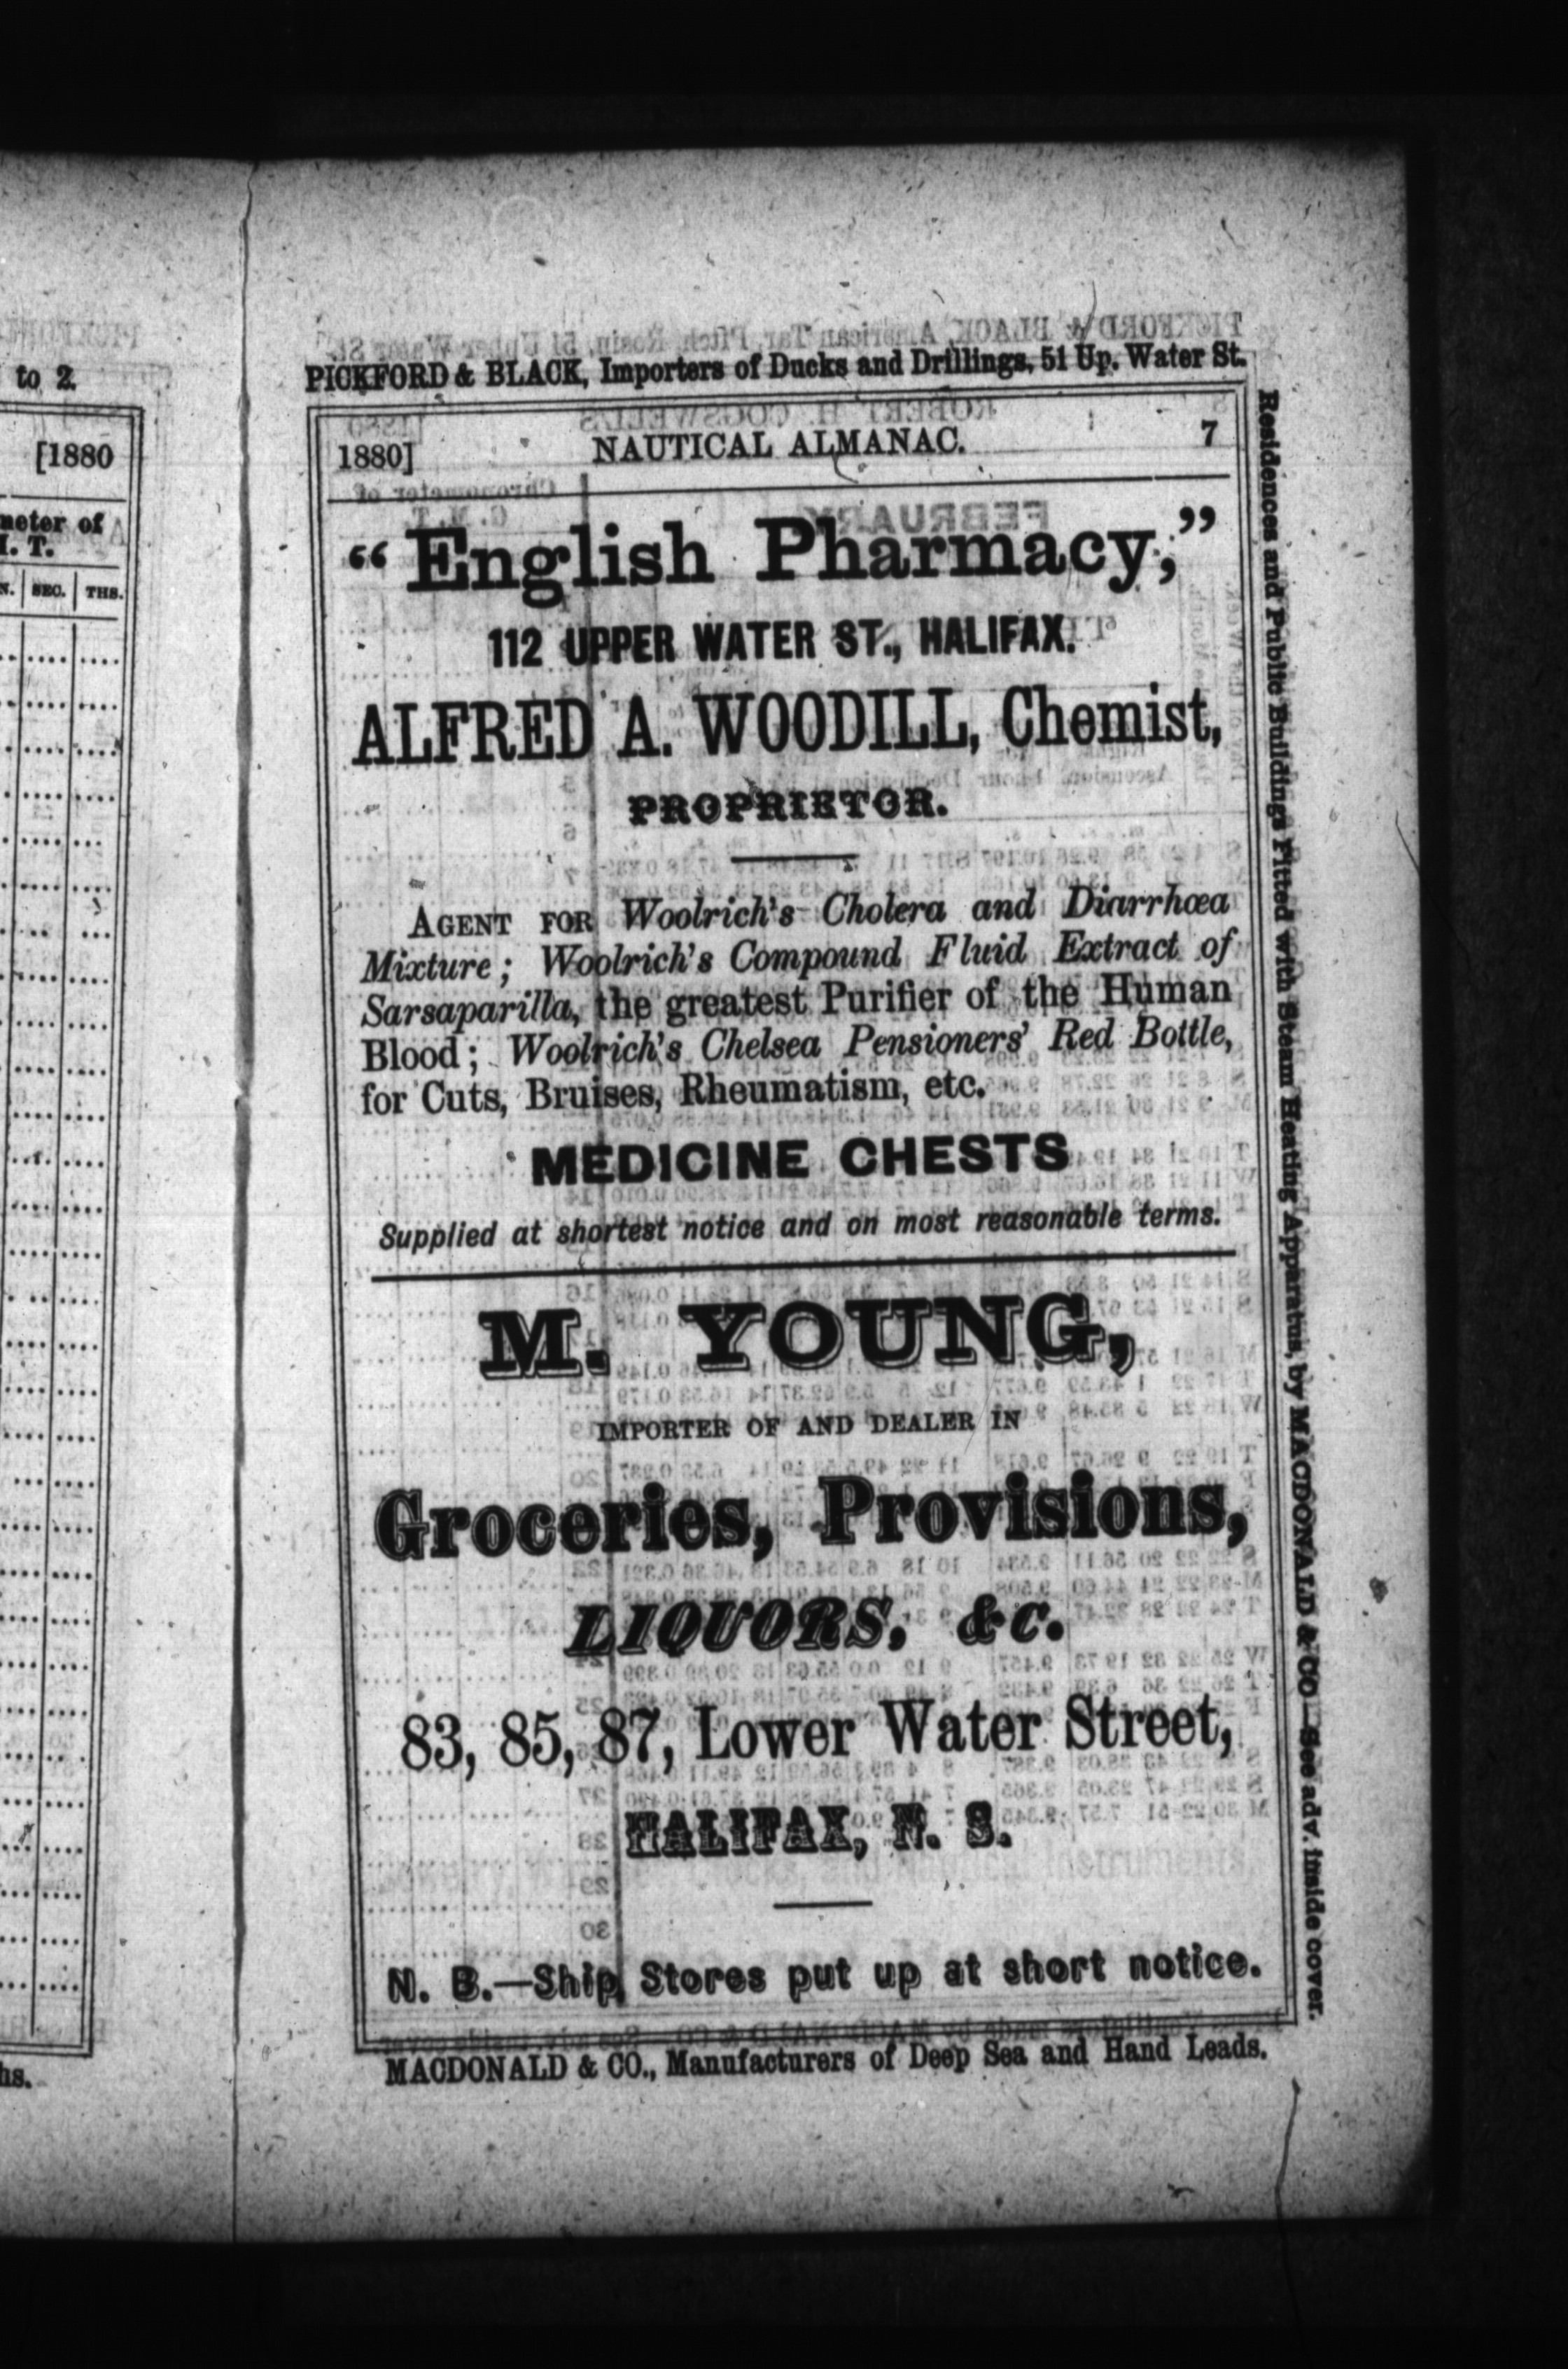 to 2.
[1880
meter of
T.
SEC. THS.
hs.
PICKFORD & BLACK, Importers of Ducks and Drillings, 51 Up. Water St.
1880] NAUTICAL ALMANAC. 7
"English Pharmacy,"
112 UPPER WATER ST., HALIFAX.
ALFRED A. WOODILL, Chemist,
PROPRIETOR.
AGENT FOR Woolrich's Cholera and Diarrhœa
Mixture; Woolrich's Compound Fluid Extract of
Sarsaparilla, the greatest Purifier of the Human
Blood; Woolrich's Chelsea Pensioners' Red Bottle,
for Cuts, Bruises, Rheumatism, etc.
MEDICINE CHESTS
Supplied at shortest notice and on most reasonable terms.
M. YOUNG,
IMPORTER OF AND DEALER IN
Groceries, Provisions,
LIQUORS, &c.
83, 85, 87, Lower Water Street,
HALIFAX, N. S.
N. B.—Ship Stores put up at short notice.
MACDONALD & CO., Manufacturers of Deep Sea and Hand Leads.
Residences and Public Buildings Fitted with Steam Heating Apparatus, by MACDONALD & CO—See adv. inside cover.